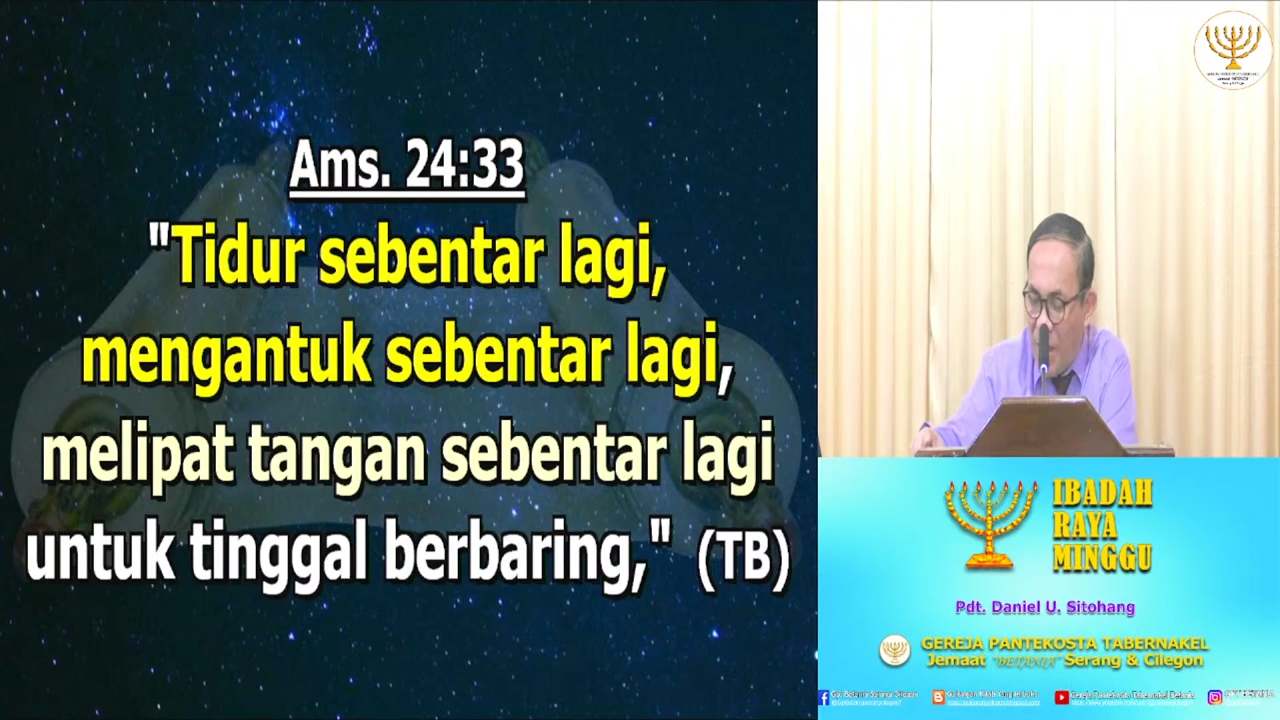 Ams. 24:33
"Tidur sebentar lagi,
mengantuk sebentar lagi,
melipat tangan sebentar lagi
untuk tinggal berbaring," (TB)
IBADAH
RAYA
MINGGU
Pdt. Daniel U. Sitohang
GEREJA PANTEKOSTA TABERNAKEL
Jemaat "BETANIA" Serang & Cilegon